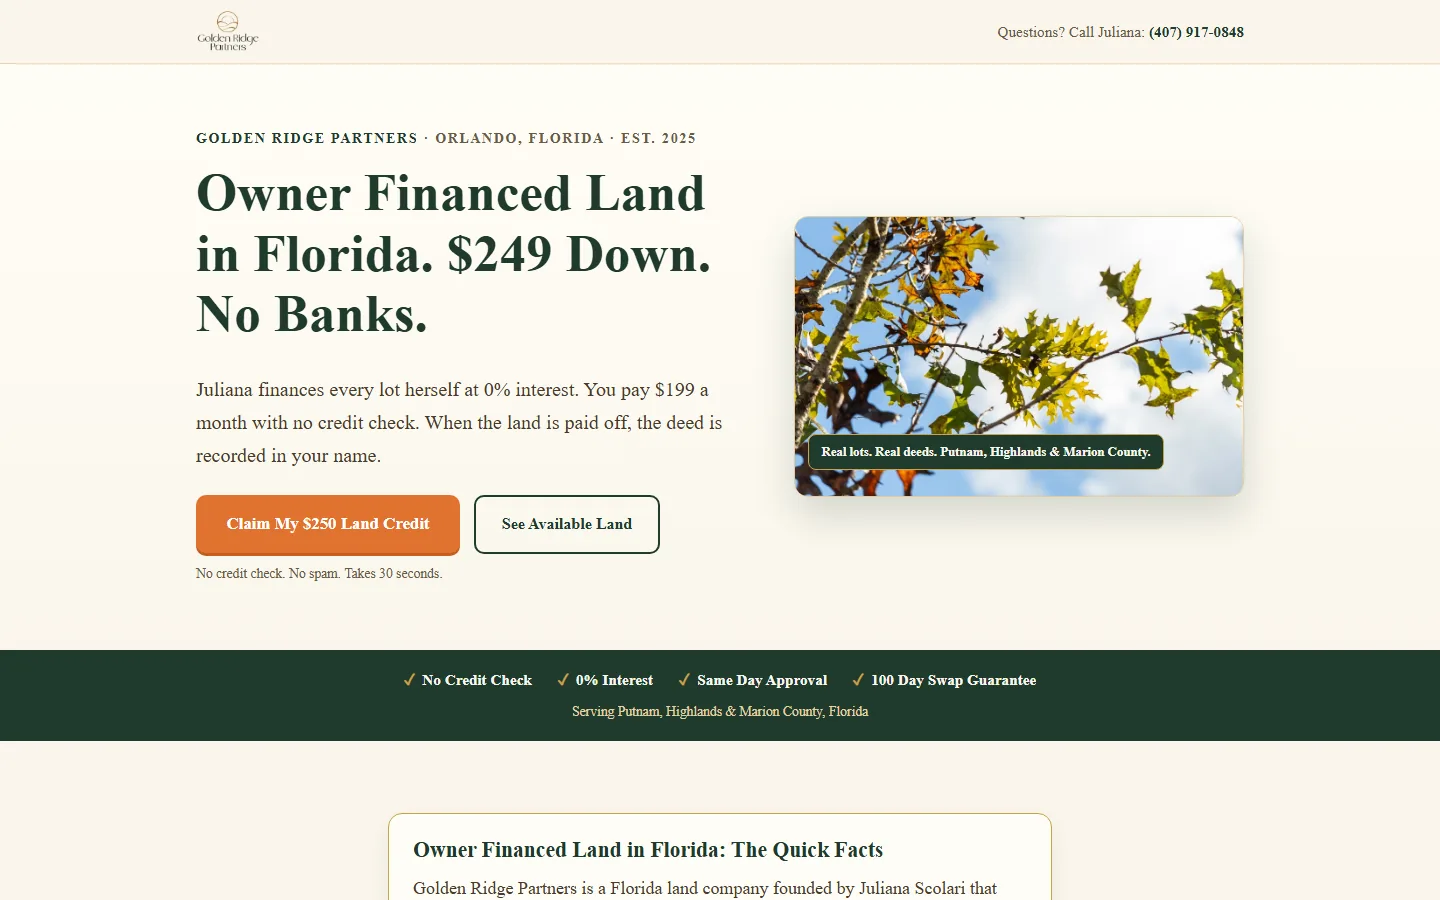 Golden Ridge
Partners
Questions? Call Juliana: (407) 917-0848
GOLDEN RIDGE PARTNERS · ORLANDO, FLORIDA · EST. 2025
Owner Financed Land
in Florida. $249 Down.
No Banks.
Juliana finances every lot herself at 0% interest. You pay $199 a
month with no credit check. When the land is paid off, the deed is
recorded in your name.
Claim My $250 Land Credit
See Available Land
No credit check. No spam. Takes 30 seconds.
Real lots. Real deeds. Putnam, Highlands & Marion County.
✓ No Credit Check ✓ 0% Interest ✓ Same Day Approval ✓ 100 Day Swap Guarantee
Serving Putnam, Highlands & Marion County, Florida
Owner Financed Land in Florida: The Quick Facts
Golden Ridge Partners is a Florida land company founded by Juliana Scolari that